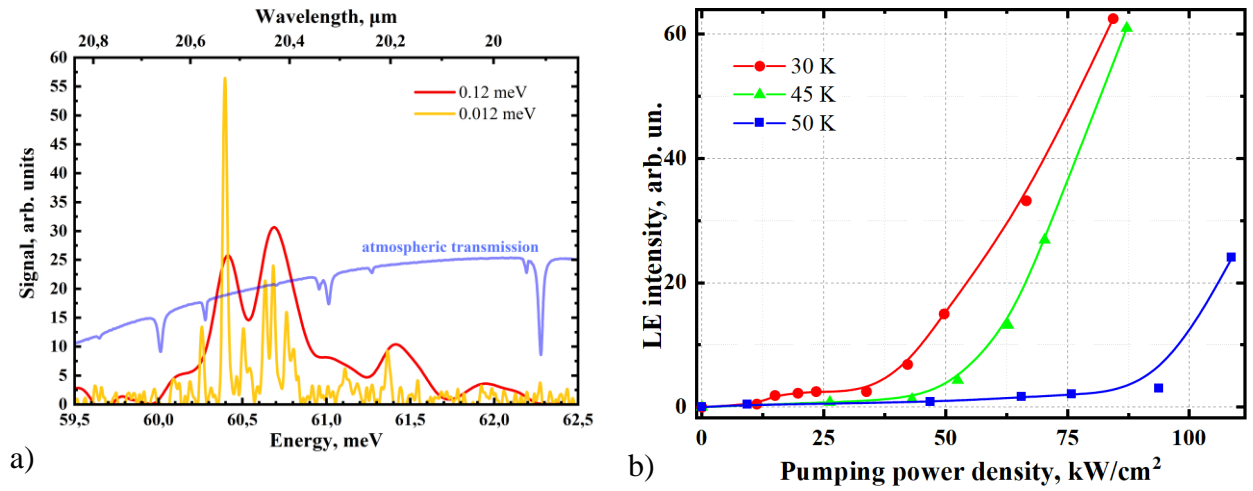 Wavelength, µm
20,8 20,6 20,4 20,2 20
60
55
50
45
40
35
30
25
20
15
10
5
0
Signal, arb. units
0.12 meV
0.012 meV
atmospheric transmission
59,5 60,0 60,5 61,0 61,5 62,0 62,5
Energy, meV
a)
60
40
20
0
LE intensity, arb. un.
30 K
45 K
50 K
0 25 50 75 100
Pumping power density, kW/cm²
b)